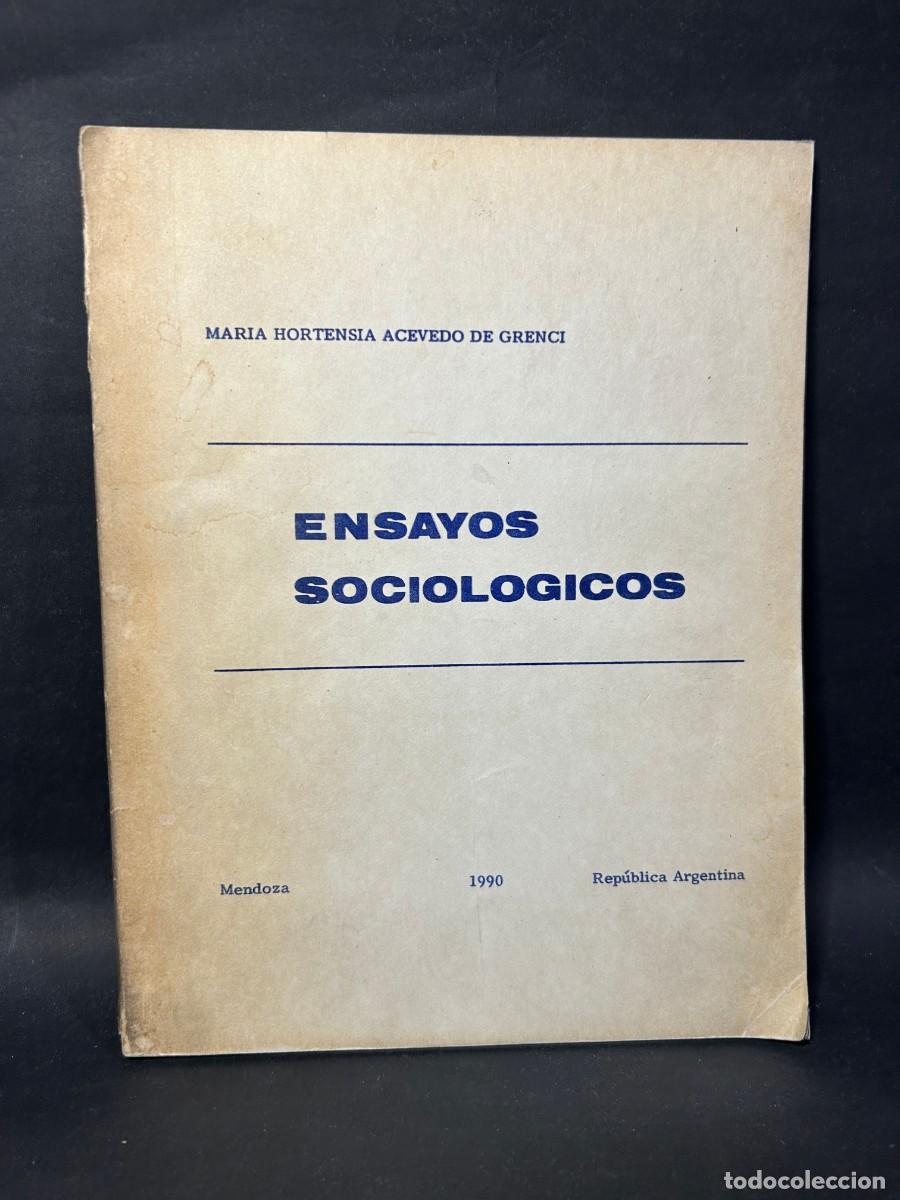 MARIA HORTENSIA ACEVEDO DE GRENCI
ENSAYOS
SOCIOLOGICOS
Mendoza 1990 República Argentina
todocoleccion